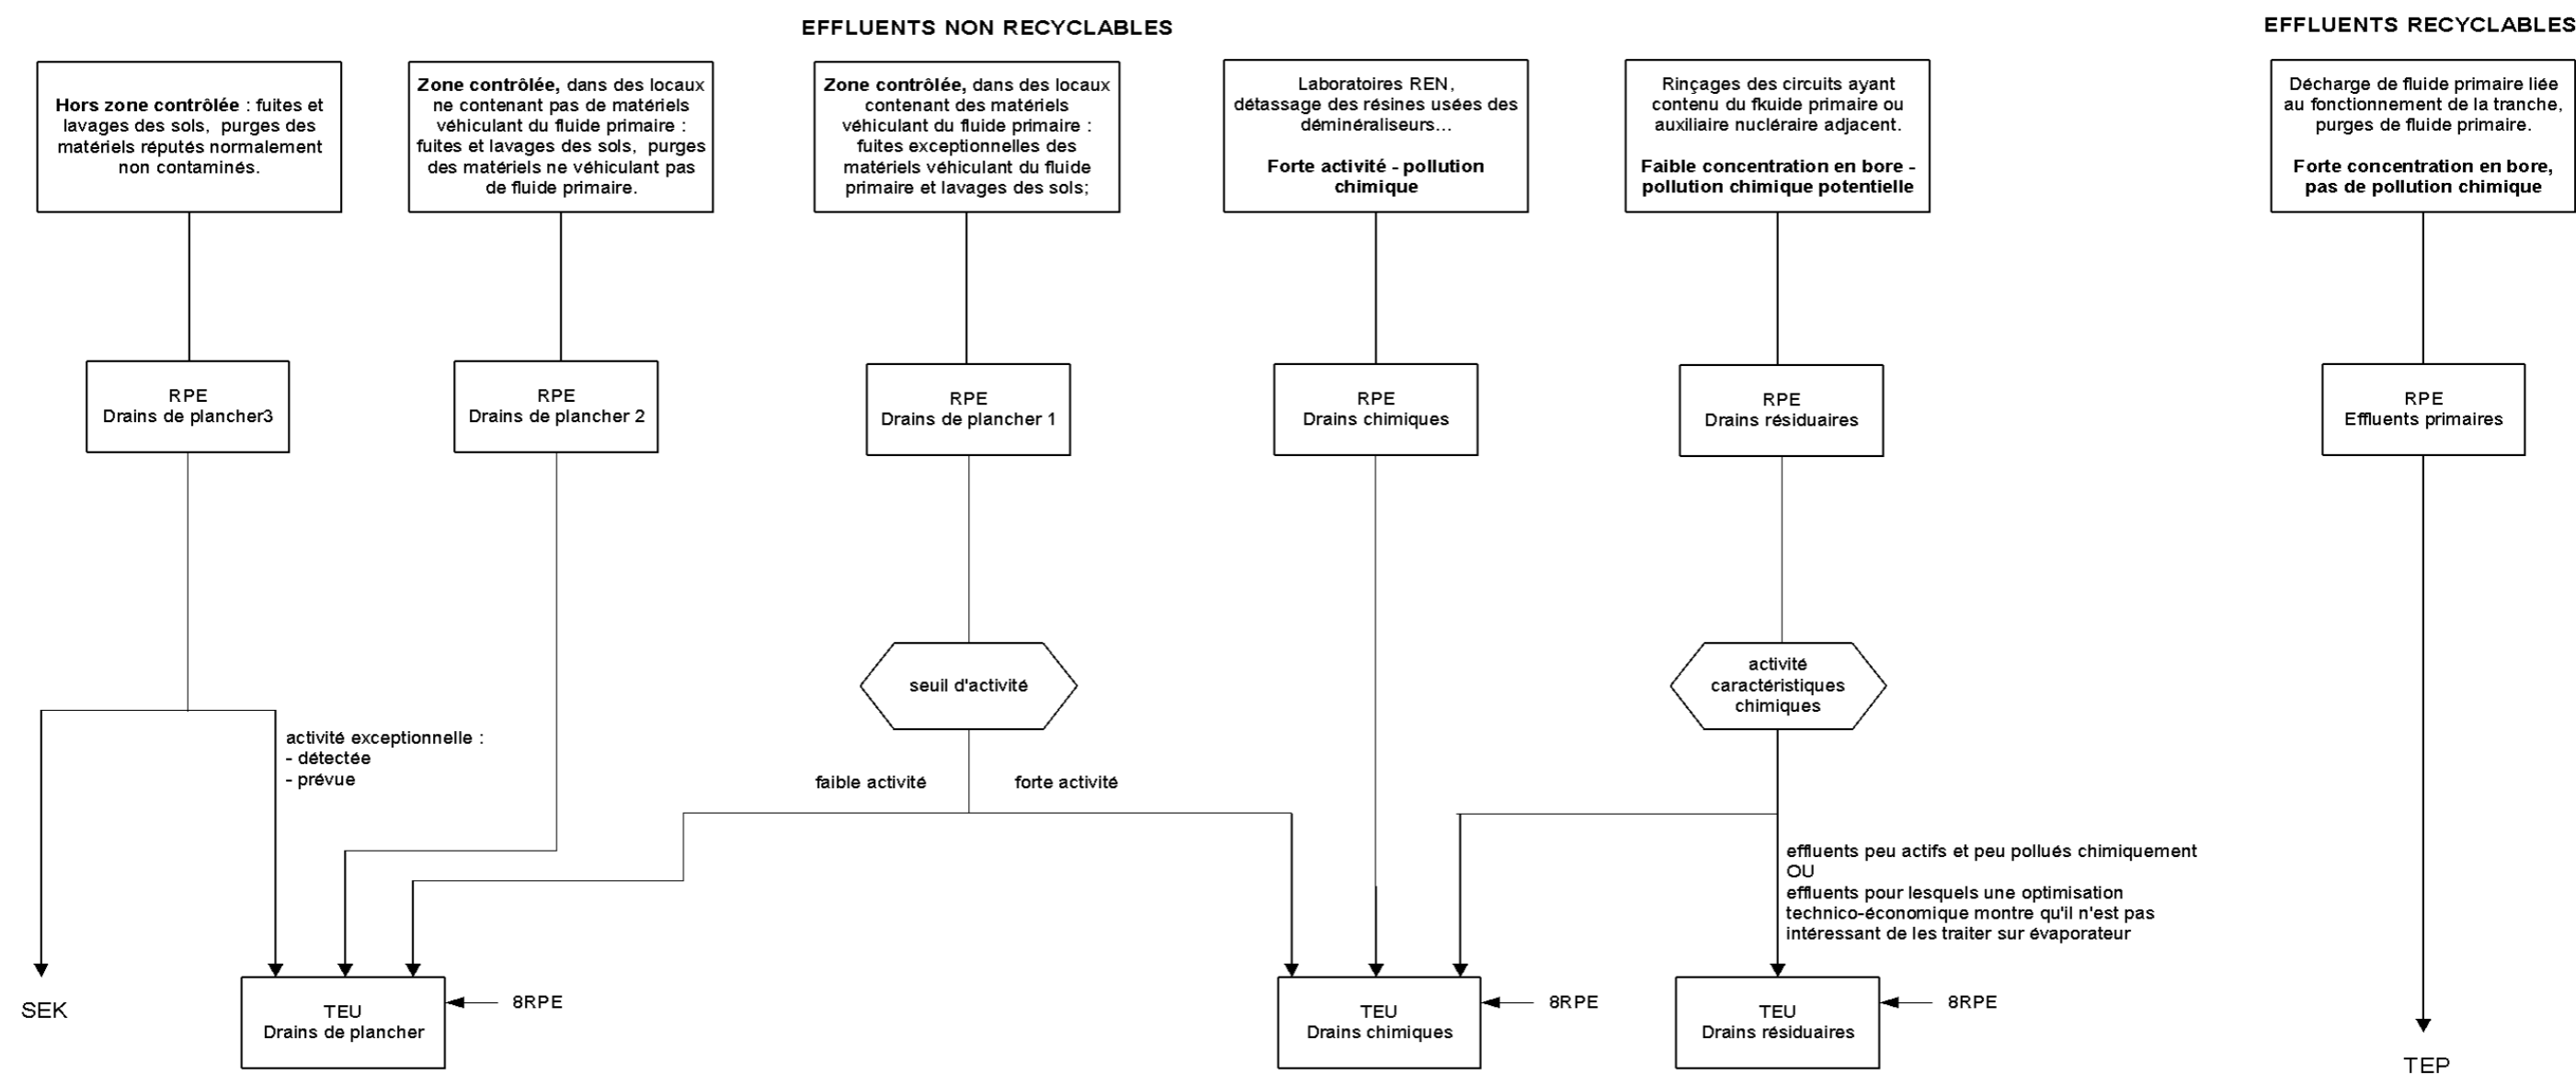 EFFLUENTS NON RECYCLABLES
EFFLUENTS RECYCLABLES
Hors zone contrôlée : fuites et
lavages des sols, purges des
matériels réputés normalement
non contaminés.
Zone contrôlée, dans des locaux
ne contenant pas de matériels
véhiculant du fluide primaire :
fuites et lavages des sols, purges
des matériels ne véhiculant pas
de fluide primaire.
Zone contrôlée, dans des locaux
contenant des matériels
véhiculant du fluide primaire :
fuites exceptionnelles des
matériels véhiculant du fluide
primaire et lavages des sols;
Laboratoires REN,
détassage des résines usées des
déminéraliseurs...
Forte activité - pollution
chimique
Rinçages des circuits ayant
contenu du fkuide primaire ou
auxiliaire nucléraire adjacent.
Faible concentration en bore -
pollution chimique potentielle
Décharge de fluide primaire liée
au fonctionnement de la tranche,
purges de fluide primaire.
Forte concentration en bore,
pas de pollution chimique
RPE
Drains de plancher3
RPE
Drains de plancher 2
RPE
Drains de plancher 1
RPE
Drains chimiques
RPE
Drains résiduaires
RPE
Effluents primaires
seuil d'activité
activité
caractéristiques
chimiques
activité exceptionnelle :
- détectée
- prévue
faible activité
forte activité
effluents peu actifs et peu pollués chimiquement
OU
effluents pour lesquels une optimisation
technico-économique montre qu'il n'est pas
intéressant de les traiter sur évaporateur
SEK
TEU
Drains de plancher
8RPE
TEU
Drains chimiques
8RPE
TEU
Drains résiduaires
8RPE
TEP